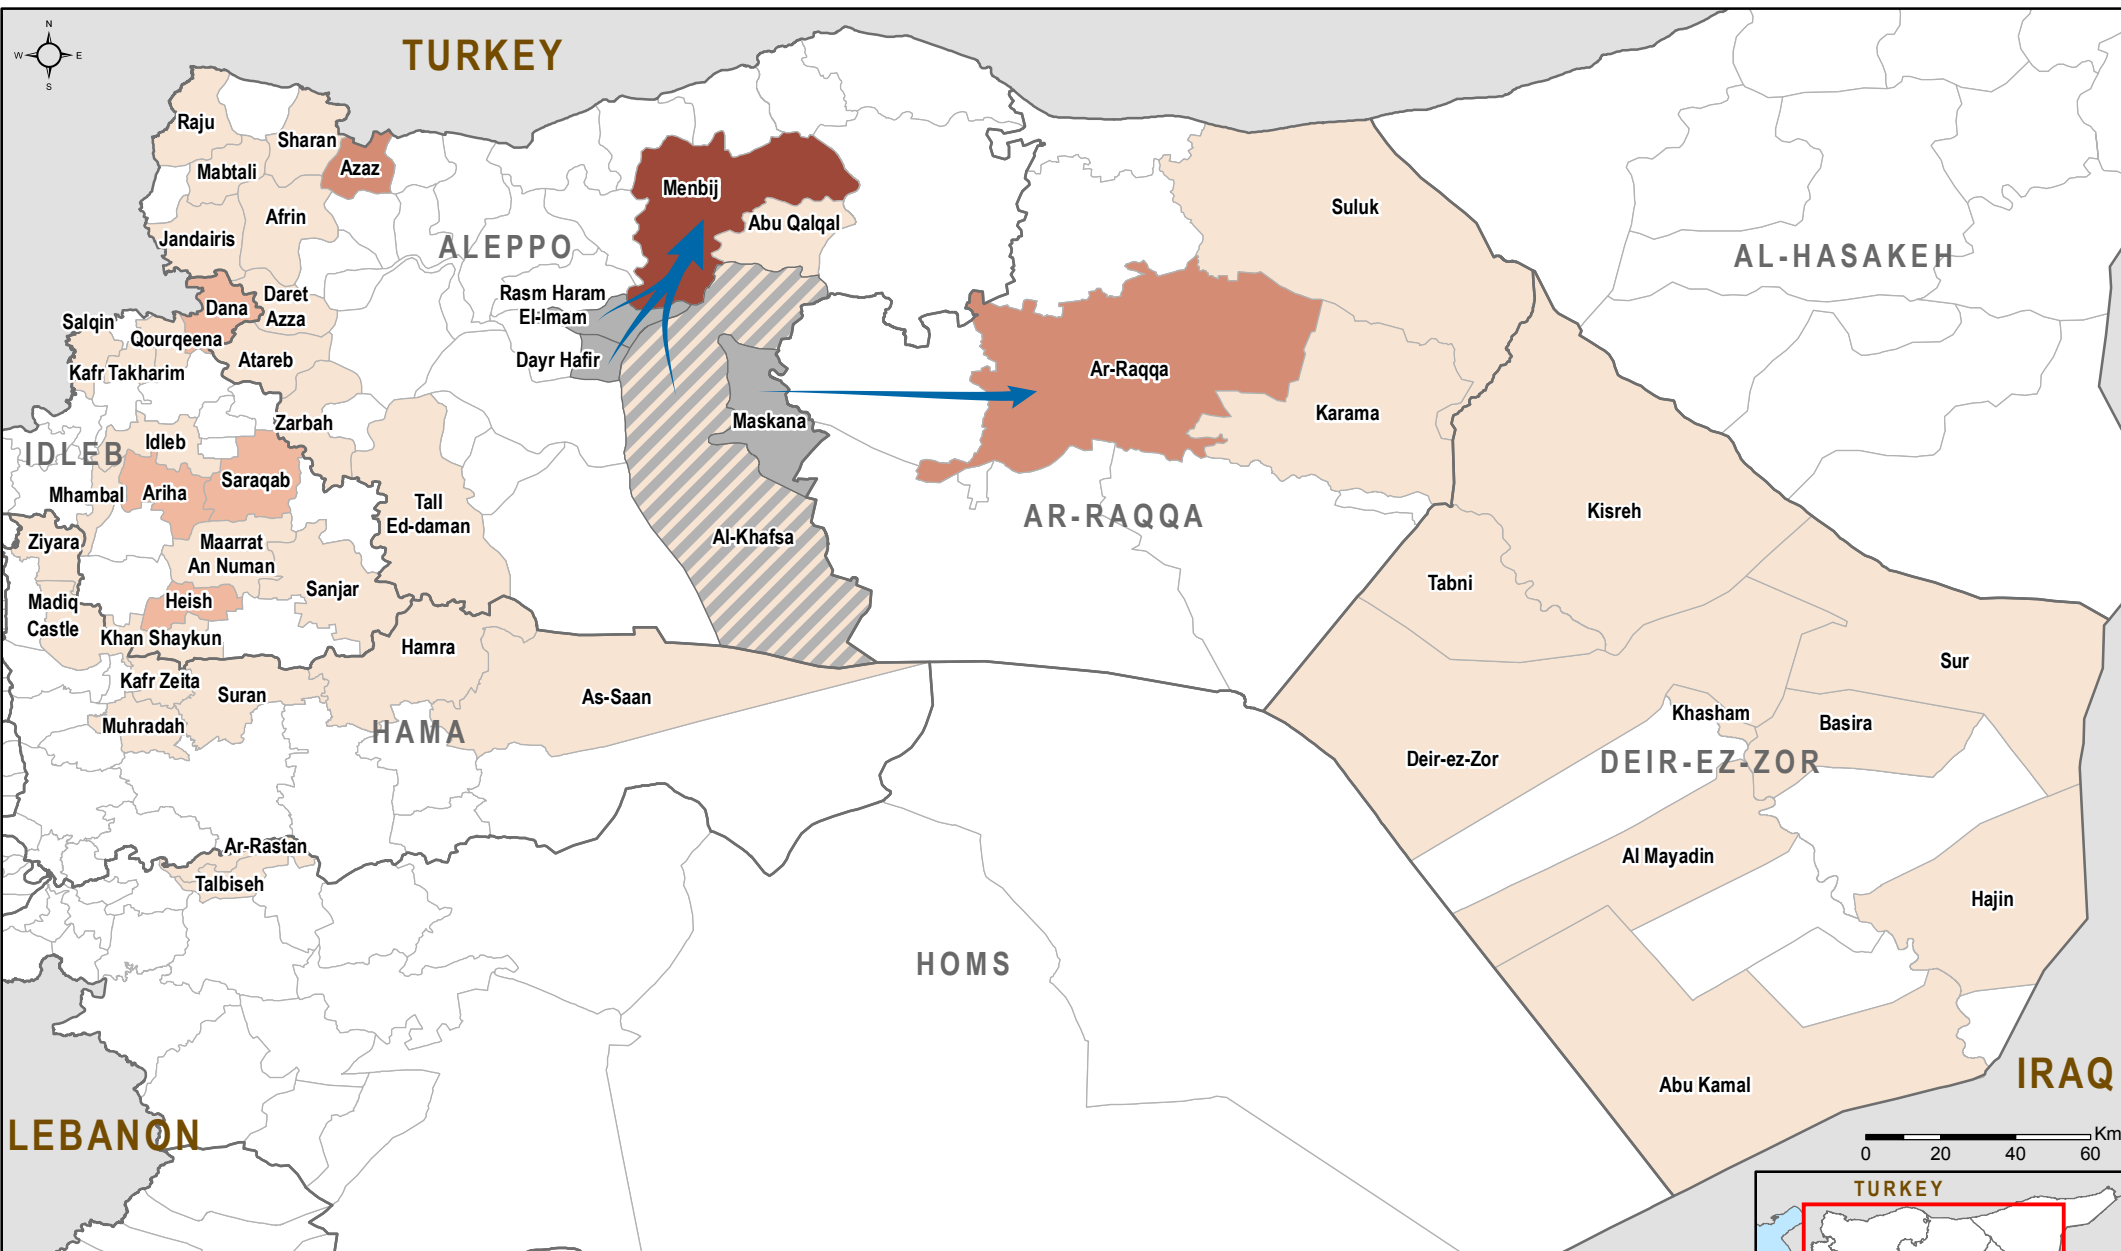 N
W
E
S
TURKEY
Raju
Sharan
Azaz
Mabtali
Menbij
Afrin
Abu Qalqal
Suluk
Jandairis
ALEPPO
AL-HASAKEH
Rasm Haram
El-Imam
Daret
Azza
Dana
Salqin
Qourqeena
Dayr Hafir
Atareb
Kafr Takharim
Ar-Raqqa
Maskana
Karama
Zarbah
Idleb
IDLEB
Saraqab
Mhambal
Ariha
Tall
Ed-daman
AR-RAQQA
Kisreh
Al-Khafsa
Ziyara
Maarrat
An Numan
Tabni
Sanjar
Madiq
Castle
Heish
Khan Shaykun
Hamra
Sur
Kafr Zeita
Suran
As-Saan
Khasham
Basira
Muhradah
HAMA
Deir-ez-Zor
DEIR-EZ-ZOR
Ar-Rastan
Al Mayadin
Talbiseh
Hajin
HOMS
Abu Kamal
IRAQ
LEBANON
Km
0 20 40 60
TURKEY